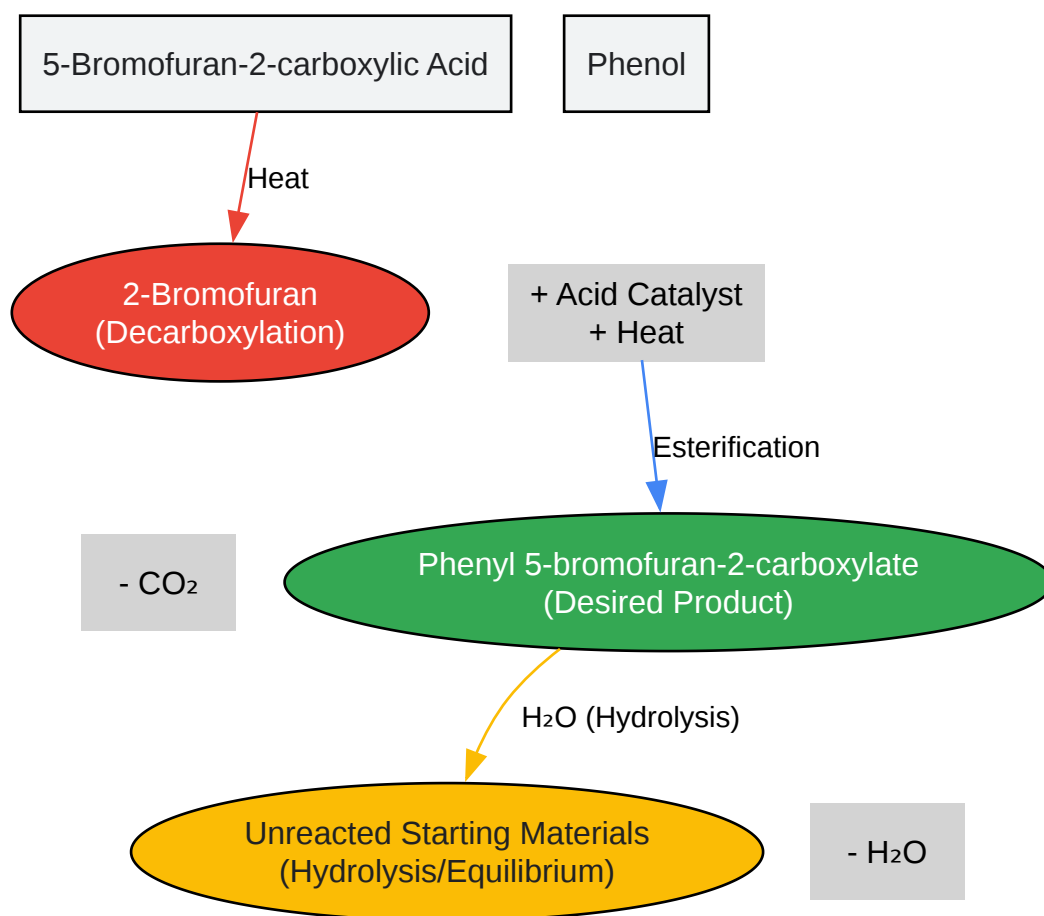 5-Bromofuran-2-carboxylic Acid
Phenol
Heat
2-Bromofuran
(Decarboxylation)
+ Acid Catalyst
+ Heat
Esterification
- CO₂
Phenyl 5-bromofuran-2-carboxylate
(Desired Product)
H₂O (Hydrolysis)
Unreacted Starting Materials
(Hydrolysis/Equilibrium)
- H₂O